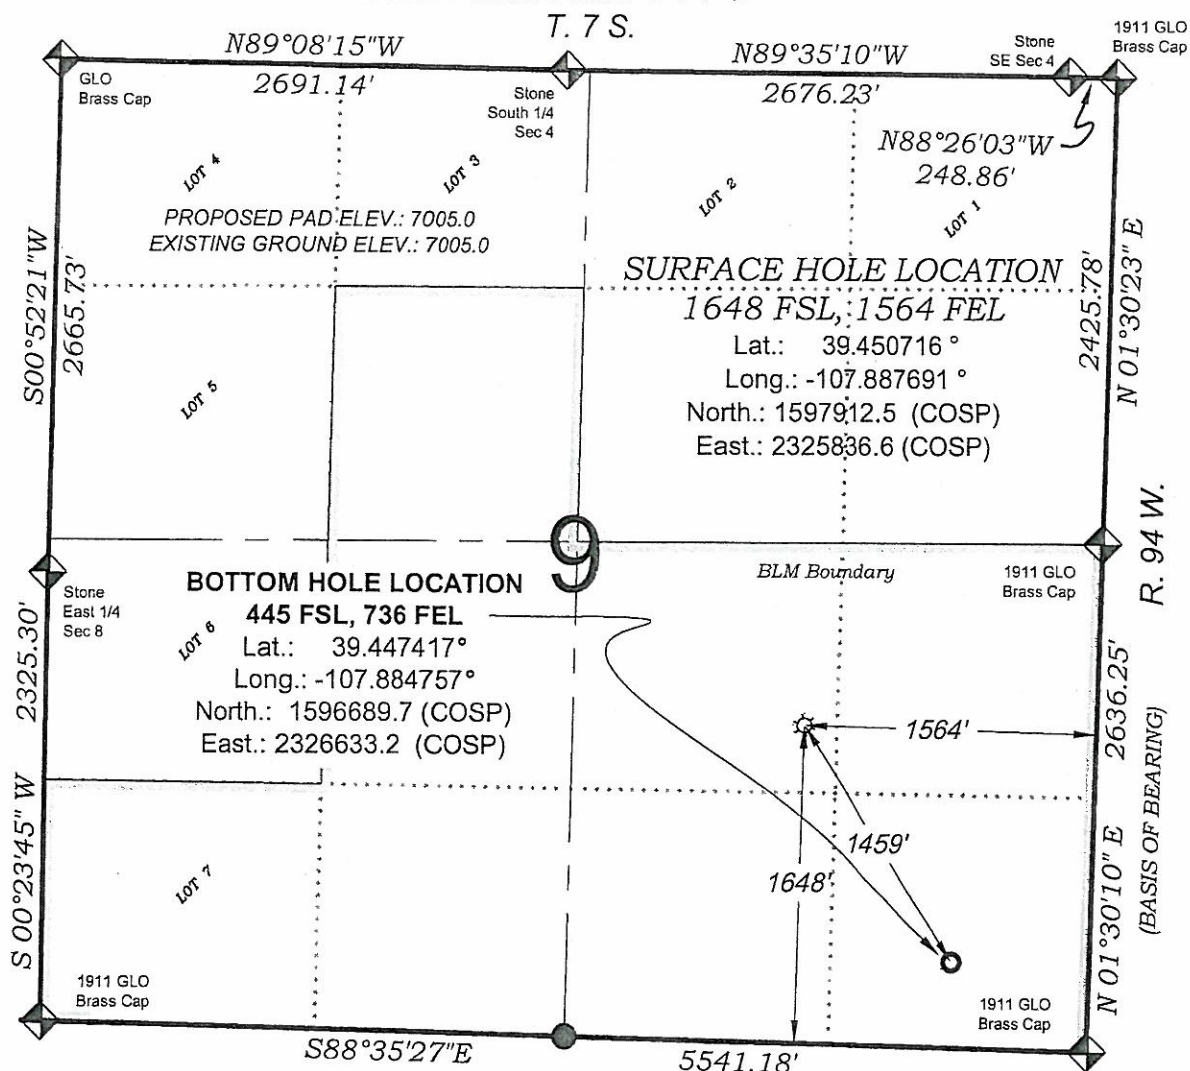 T. 7 S.
N89°08'15"W
2691.14'
N89°35'10"W
2676.23'
Stone
SE Sec 4
1911 GLO
Brass Cap
GLO
Brass Cap
Stone
South 1/4
Sec 4
N88°26'03"W
248.86'
LOT 4
LOT 3
LOT 2
LOT 1
PROPOSED PAD ELEV.: 7005.0
EXISTING GROUND ELEV.: 7005.0
S00°52'21"W
2665.73'
SURFACE HOLE LOCATION
1648 FSL, 1564 FEL
Lat.: 39.450716 °
Long.: -107.887691 °
North.: 1597912.5 (COSP)
East.: 2325836.6 (COSP)
2425.78'
N 01°30'23" E
LOT 5
R. 94 W.
9
BLM Boundary
1911 GLO
Brass Cap
Stone
East 1/4
Sec 8
BOTTOM HOLE LOCATION
445 FSL, 736 FEL
Lat.: 39.447417°
Long.: -107.884757°
North.: 1596689.7 (COSP)
East.: 2326633.2 (COSP)
LOT 6
2325.30'
S 00°23'45" W
1564'
2636.25'
N 01°30'10" E
(BASIS OF BEARING)
1459'
1648'
LOT 7
1911 GLO
Brass Cap
1911 GLO
Brass Cap
S88°35'27"E
5541.18'